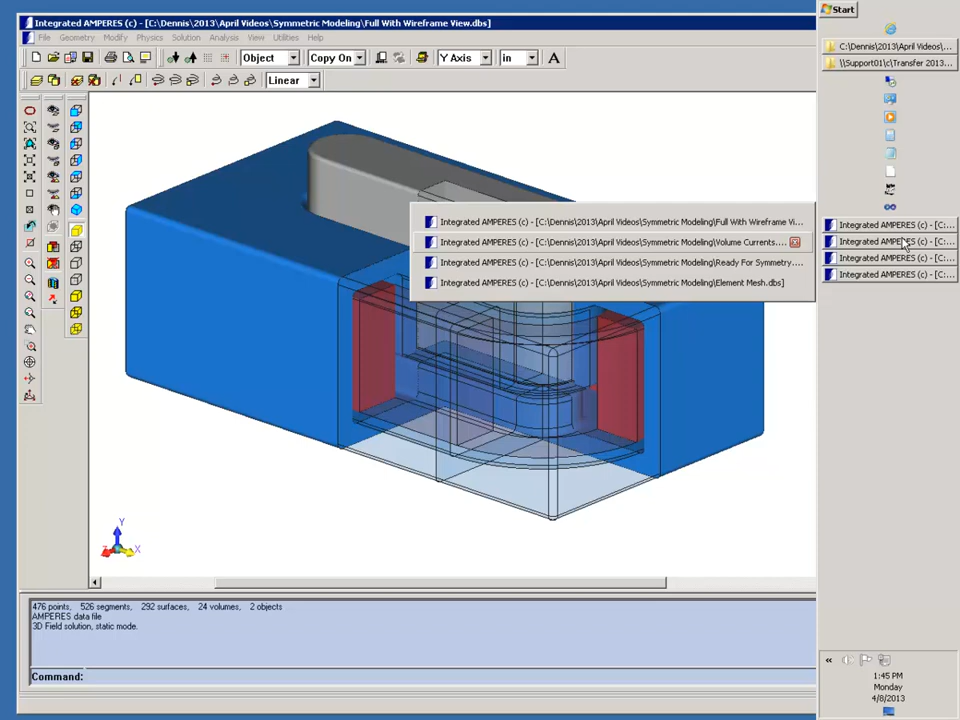 Integrated AMPERES (c) - [C:\Dennis\2013\April Videos\Symmetric Modeling\Full With Wireframe View.dbs]
File Geometry Modify Physics Solution Analysis View Utilities Help
Object Copy On Y Axis in A
Linear
Integrated AMPERES (c) - [C:\Dennis\2013\April Videos\Symmetric Modeling\Full With Wireframe Vi...
Integrated AMPERES (c) - [C:\Dennis\2013\April Videos\Symmetric Modeling\Volume Currents....
Integrated AMPERES (c) - [C:\Dennis\2013\April Videos\Symmetric Modeling\Ready For Symmetry....
Integrated AMPERES (c) - [C:\Dennis\2013\April Videos\Symmetric Modeling\Element Mesh.dbs]
Y
Z
X
476 points, 526 segments, 292 surfaces, 24 volumes, 2 objects
AMPERES data file
3D Field solution, static mode.
Command:
Start
C:\Dennis\2013\April Videos\...
\\Support01\c\Transfer 2013...
Integrated AMPERES (c) - [C:...
Integrated AMPERES (c) - [C:...
Integrated AMPERES (c) - [C:...
Integrated AMPERES (c) - [C:...
«
1:45 PM
Monday
4/8/2013